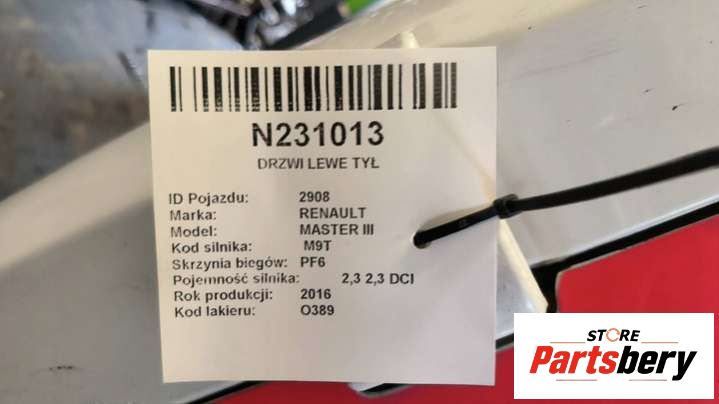 N231013
DRZWI LEWE TYŁ
ID Pojazdu: 2908
Marka: RENAULT
Model: MASTER III
Kod silnika: M9T
Skrzynia biegów: PF6
Pojemność silnika: 2,3 2,3 DCI
Rok produkcji: 2016
Kod lakieru: O389
STORE
Partsbery